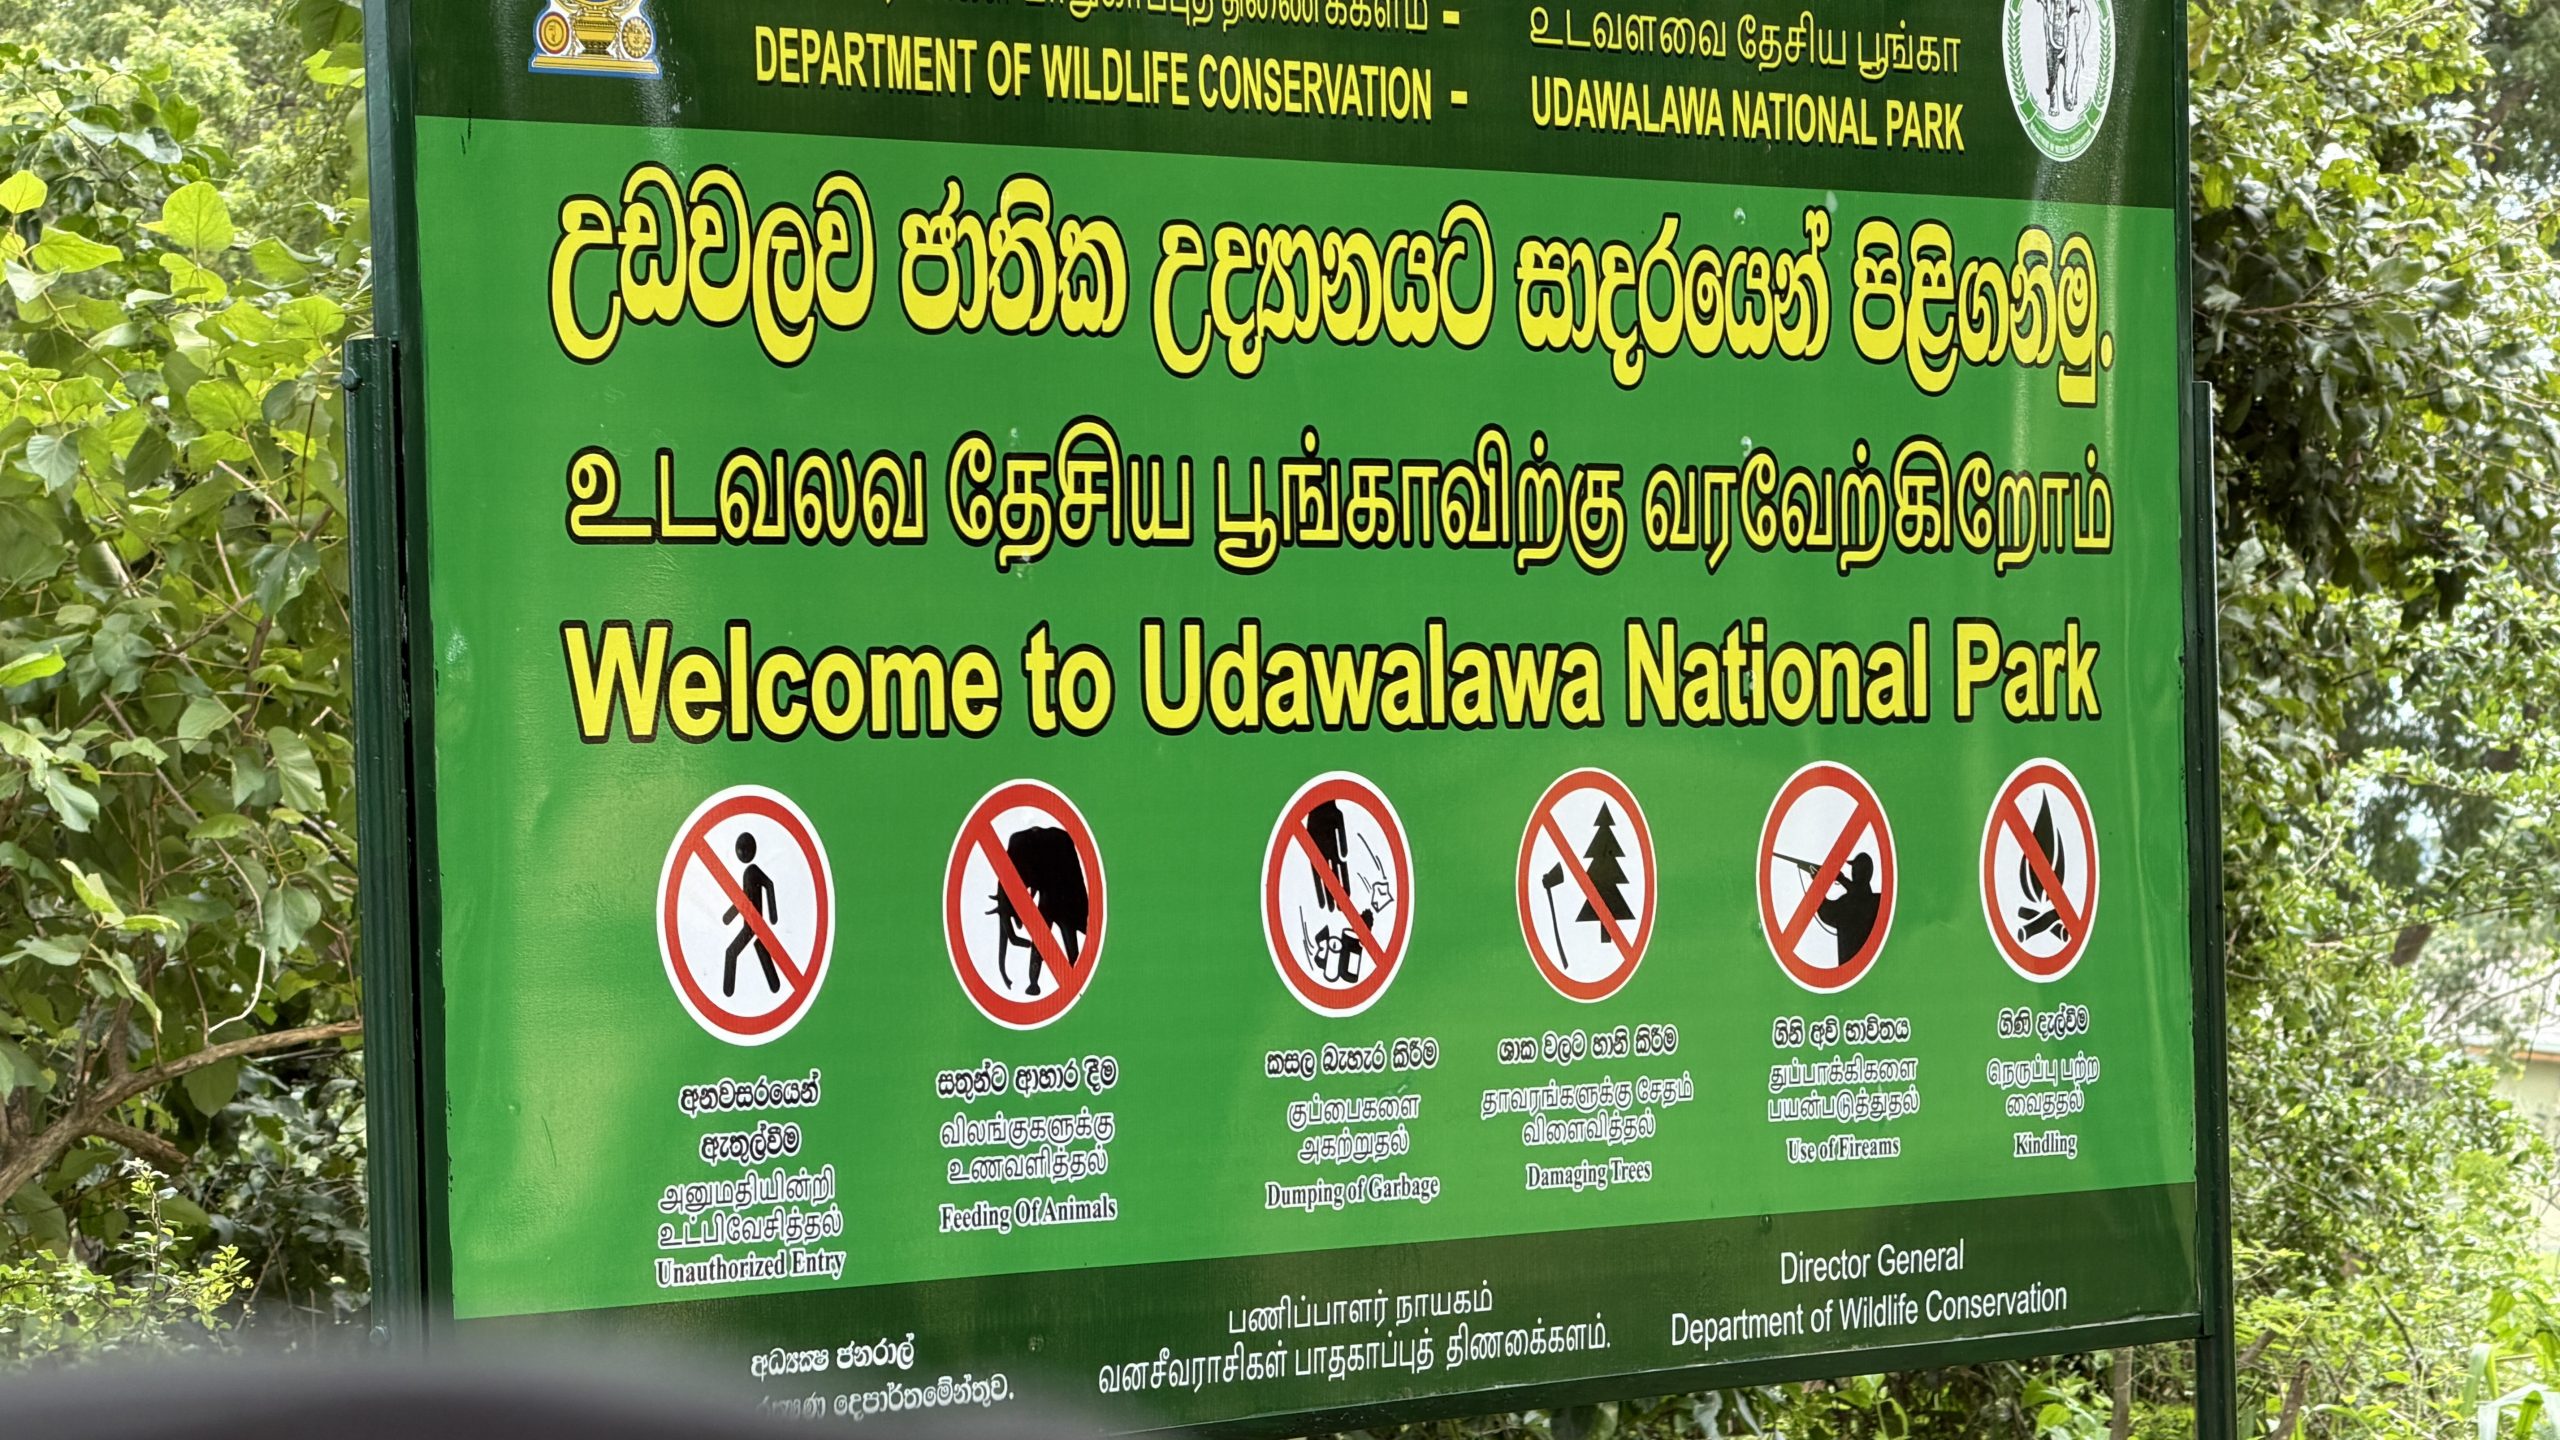 DEPARTMENT OF WILDLIFE CONSERVATION -
உடவளவை தேசிய பூங்கா
UDAWALAWA NATIONAL PARK
උඩවලව ජාතික උද්‍යානයට සාදරයෙන් පිළිගනිමු.
உடவலவ தேசிய பூங்காவிற்கு வரவேற்கிறோம்
Welcome to Udawalawa National Park
අනවසරයෙන්
ඇතුල්වීම
அனுமதியின்றி
உட்பிவேசித்தல்
Unauthorized Entry
සතුන්ට ආහාර දීම
விலங்குகளுக்கு
உணவளித்தல்
Feeding Of Animals
කසල බැහැර කිරීම
குப்பைகளை
அகற்றுதல்
Dumping of Garbage
ශාක වලට හානි කිරීම
தாவரங்களுக்கு சேதம்
விளைவித்தல்
Damaging Trees
ගිනි අවි භාවිතය
துப்பாக்கிகளை
பயன்படுத்துதல்
Use of Fireams
ගිණි දැල්වීම
நெருப்பு பற்ற
வைத்தல்
Kindling
අධ්‍යක්ෂ ජනරාල්
දෙපාර්තමේන්තුව.
பணிப்பாளர் நாயகம்
வனசீவராசிகள் பாதகாப்புத் திணக்கைளம்.
Director General
Department of Wildlife Conservation